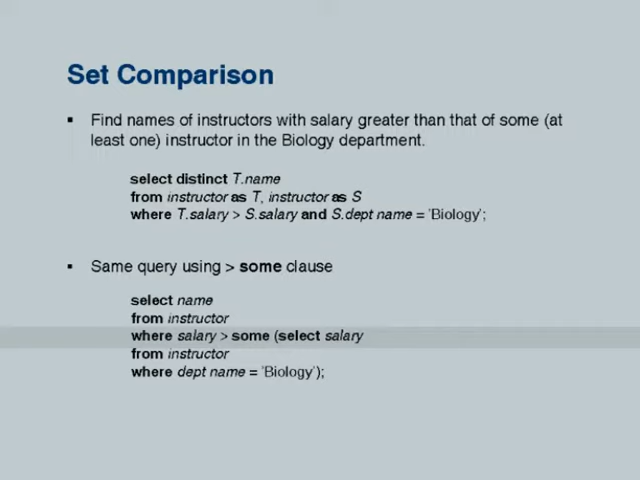 Set Comparison
▪ Find names of instructors with salary greater than that of some (at
least one) instructor in the Biology department.
select distinct T.name
from instructor as T, instructor as S
where T.salary > S.salary and S.dept name = 'Biology';
▪ Same query using > some clause
select name
from instructor
where salary > some (select salary
from instructor
where dept name = 'Biology');